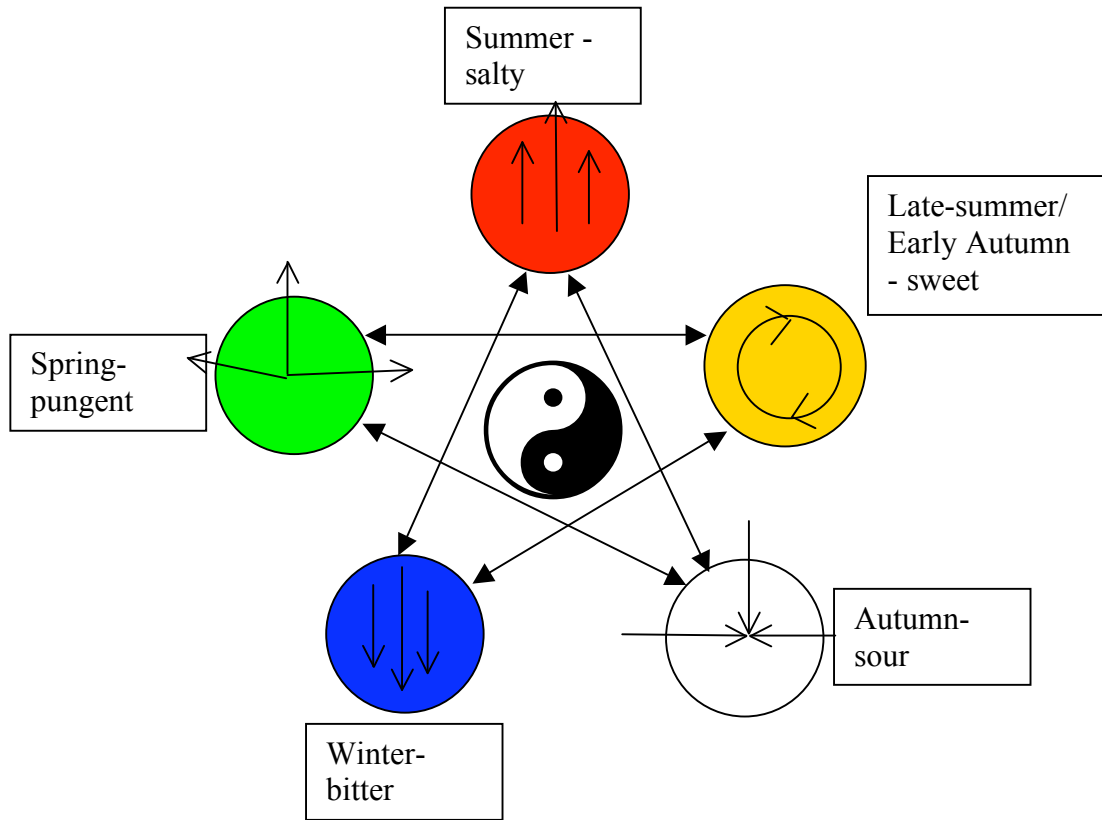 Summer -
salty
Late-summer/
Early Autumn
- sweet
Spring-
pungent
Autumn-
sour
Winter-
bitter